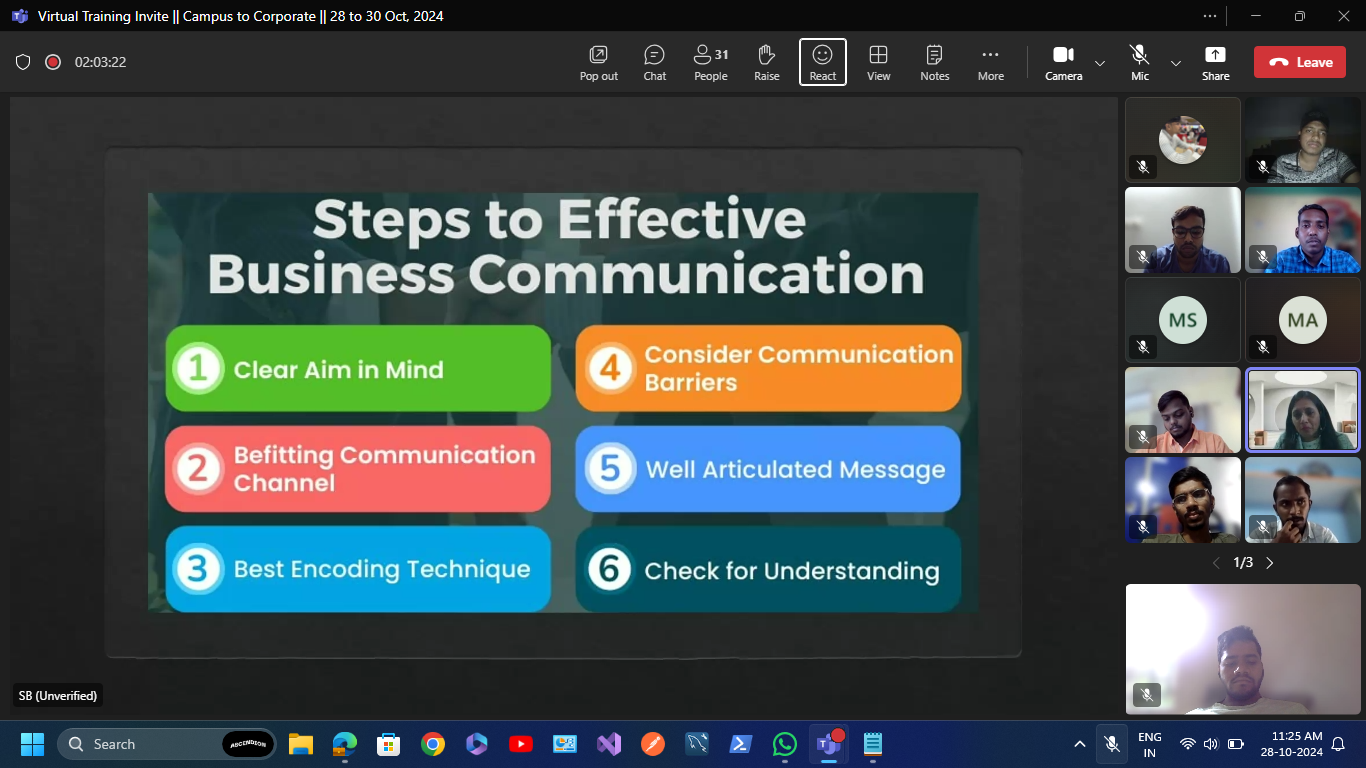 Virtual Training Invite || Campus to Corporate || 28 to 30 Oct, 2024
02:03:22
Pop out
Chat
31
People
Raise
React
View
Notes
More
Camera
Mic
Share
Leave
Steps to Effective
Business Communication
1 Clear Aim in Mind
2 Befitting Communication
Channel
3 Best Encoding Technique
4 Consider Communication
Barriers
5 Well Articulated Message
6 Check for Understanding
MS
MA
1/3
SB (Unverified)
Search
ASCENDION
ENG
IN
11:25 AM
28-10-2024